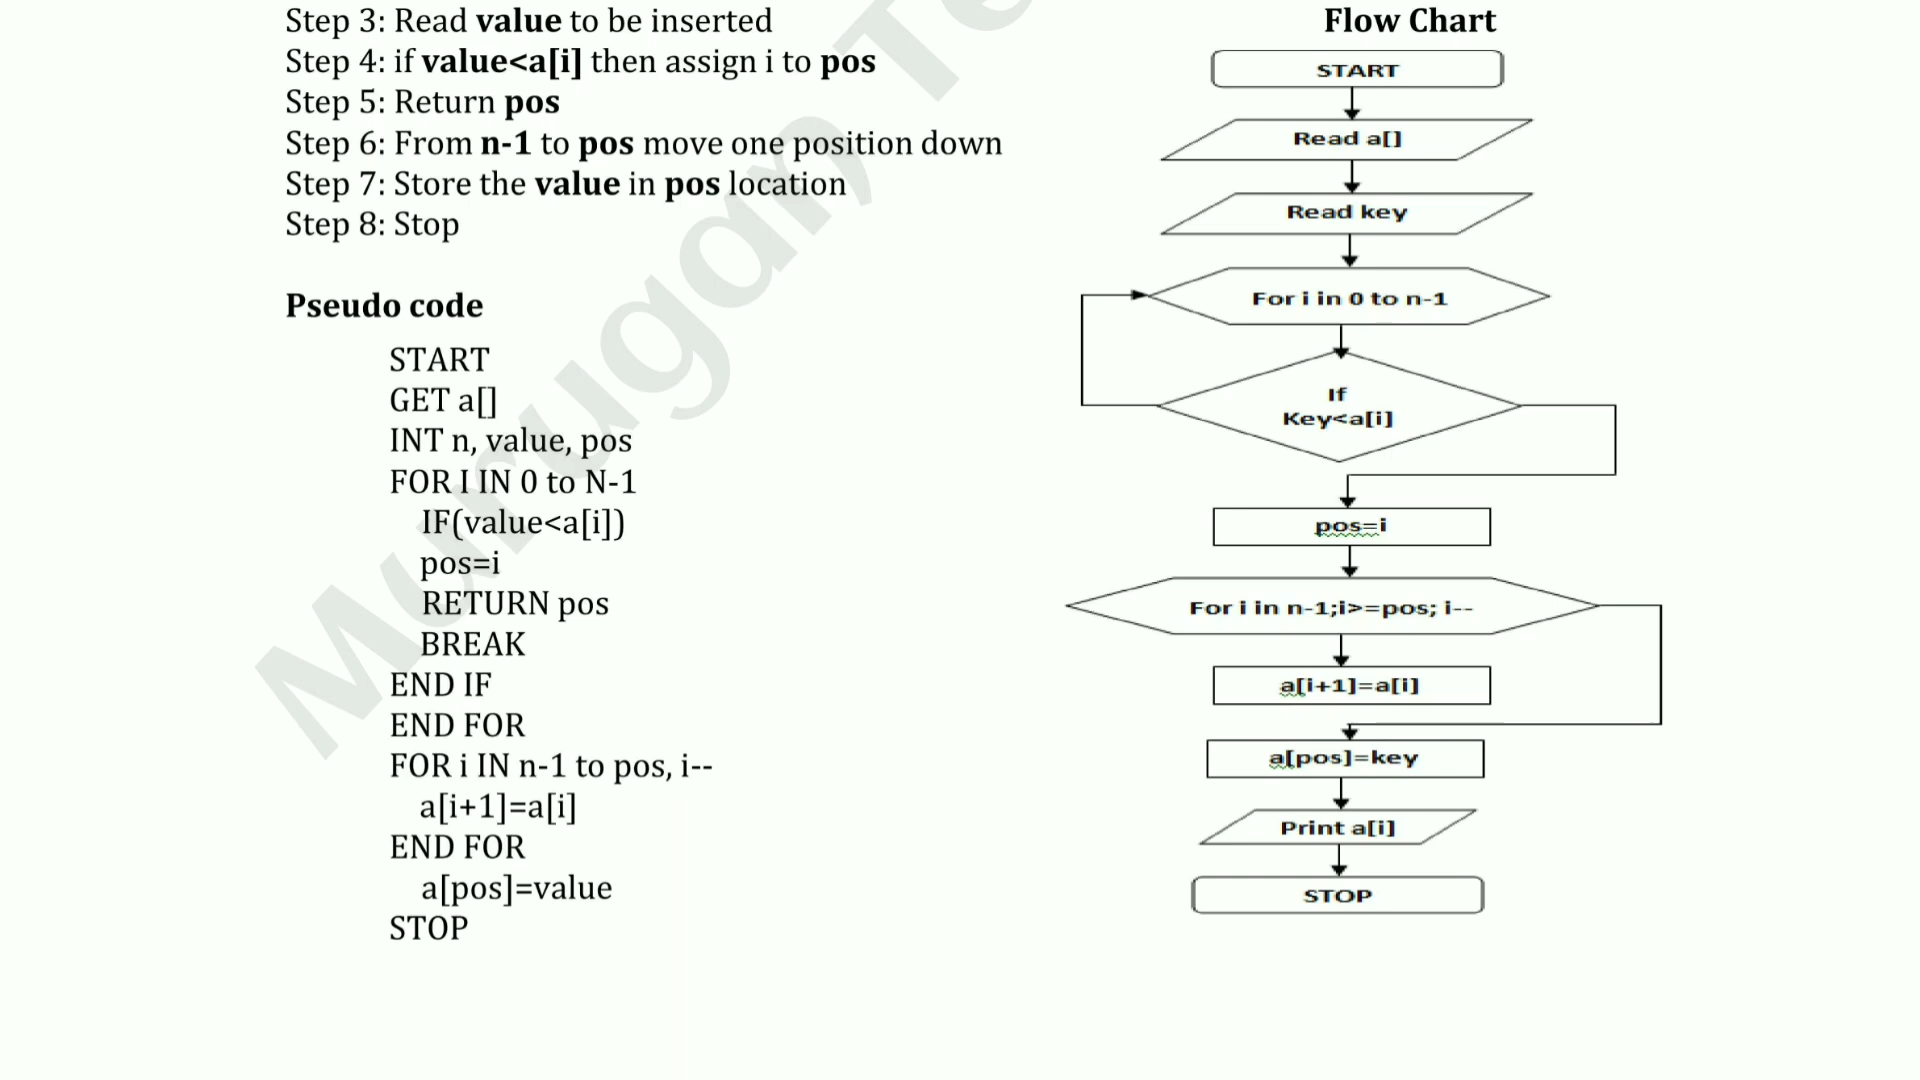 Step 3: Read value to be inserted
Step 4: if value<a[i] then assign i to pos
Step 5: Return pos
Step 6: From n-1 to pos move one position down
Step 7: Store the value in pos location
Step 8: Stop
Pseudo code
START
GET a[]
INT n, value, pos
FOR I IN 0 to N-1
IF(value<a[i])
pos=i
RETURN pos
BREAK
END IF
END FOR
FOR i IN n-1 to pos, i--
a[i+1]=a[i]
END FOR
a[pos]=value
STOP
Flow Chart
START
Read a[]
Read key
For i in 0 to n-1
If
Key<a[i]
pos=i
For i in n-1;i>=pos; i--
a[i+1]=a[i]
a[pos]=key
Print a[i]
STOP
Murugan,